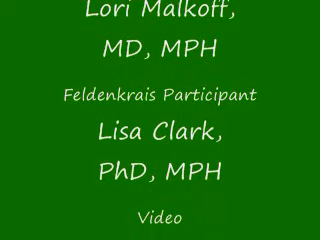 Lori Malkoff,
MD, MPH
Feldenkrais Participant
Lisa Clark,
PhD, MPH
Video